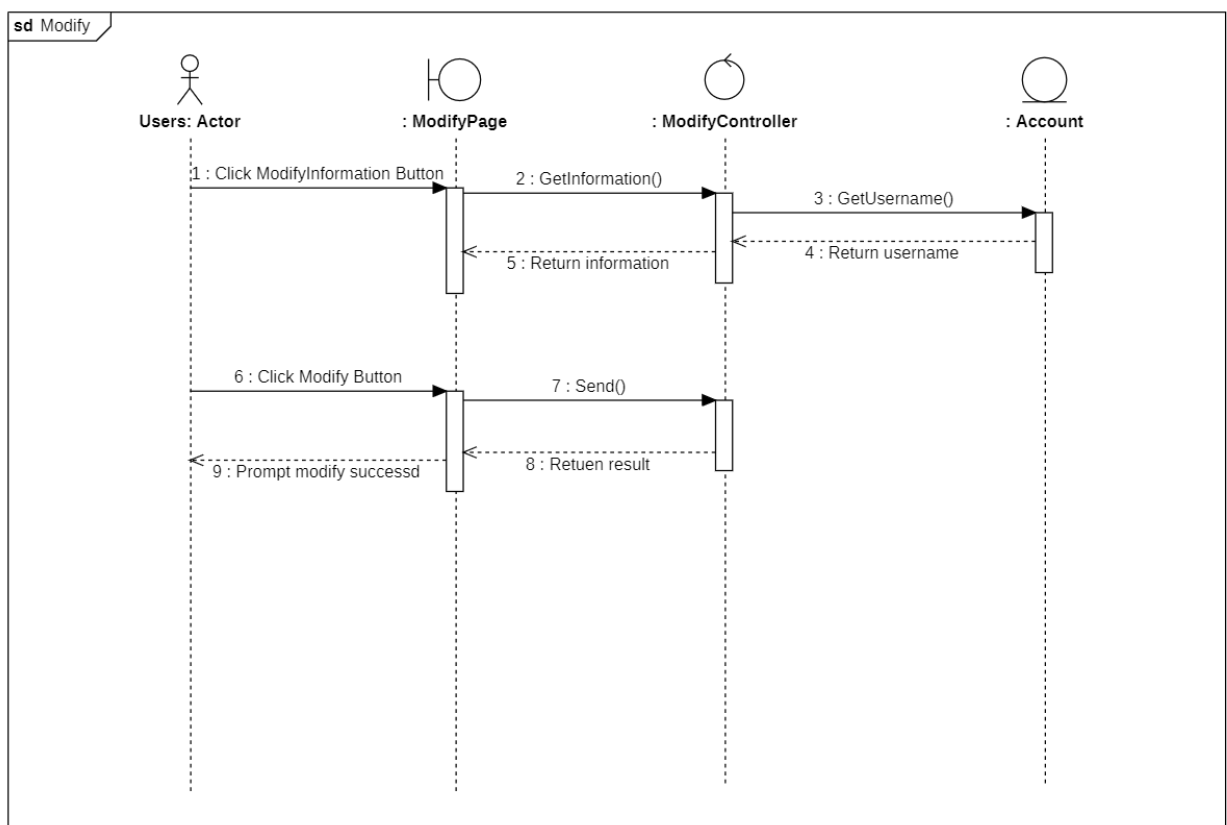 sd Modify
Users: Actor
: ModifyPage
: ModifyController
: Account
1 : Click ModifyInformation Button
2 : GetInformation()
3 : GetUsername()
4 : Return username
5 : Return information
6 : Click Modify Button
7 : Send()
8 : Retuen result
9 : Prompt modify successd